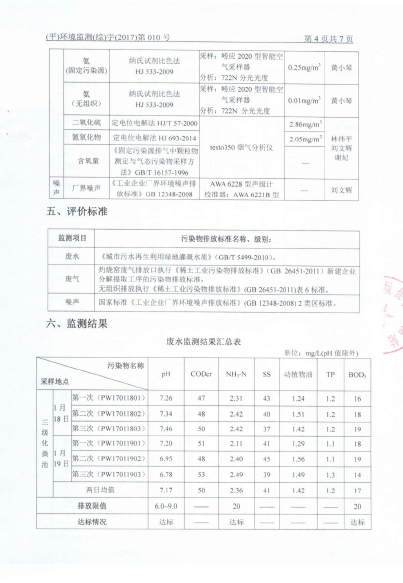 (平)环境监测(综)字(2017)第 010 号 第 4 页共 7 页
氨
(固定污染源)
纳氏试剂比色法
HJ 533-2009
采样：崂应 2020 型智能空
气采样器
分析：722N 分光光度
0.25mg/m³ 黄小琴
氨
(无组织)
纳氏试剂比色法
HJ 533-2009
采样：崂应 2020 型智能空
气采样器
分析：722N 分光光度
0.01mg/m³ 黄小琴
二氧化硫 定电位电解法 HJ/T 57-2000 2.86mg/m³
氮氧化物 定电位电解法 HJ 693-2014 2.05mg/m³
含氧量
《固定污染源排气中颗粒物
测定与气态污染物采样方
法》GB/T 16157-1996
testo350 烟气分析仪
—
林伟平
刘文辉
谢妃
噪声 厂界噪声
《工业企业厂界环境噪声排
放标准》GB 12348-2008
AWA 6228 型声级计
校准器：AWA 6221B 型
— 刘文辉
五、评价标准
监测项目 污染物排放标准名称、级别：
废水 《城市污水再生利用绿地灌溉水质》(GB/T 5499-2010)。
废气
灼烧窑废气排放口执行《稀土工业污染物排放标准》(GB 26451-2011) 新建企业
分解提取工序的污染物排放标准，
无组织排放执行《稀土工业污染物排放标准》(GB 26451-2011)表 6 标准。
噪声 国家标准《工业企业厂界环境噪声排放标准》(GB 12348-2008) 2 类区标准。
六、监测结果
废水监测结果汇总表
单位：mg/L(pH 值除外)
污染物名称
采样地点
pH CODcr NH₃-N SS 动植物油 TP BOD₅
三级化粪池
1 月 18 日
第一次（PW17011801） 7.26 47 2.31 43 1.24 1.2 16
第二次（PW17011802） 7.34 48 2.42 40 1.51 1.2 18
第三次（PW17011803） 7.46 50 2.42 37 1.42 1.2 19
1 月 19 日
第一次（PW17011901） 7.20 51 2.11 41 1.29 1.1 18
第二次（PW17011902） 6.95 48 2.40 45 1.56 1.1 19
第三次（PW17011903） 6.78 53 2.49 39 1.49 1.3 14
两日均值 7.17 50 2.36 41 1.42 1.2 17
排放限值 6.0~9.0 —— 20 —— —— —— 20
达标情况 达标 —— 达标 —— —— —— 达标